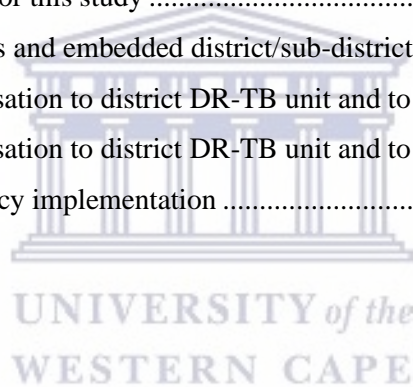 or this study ................................
s and embedded district/sub-district
sation to district DR-TB unit and to
sation to district DR-TB unit and to
cy implementation ..........................
UNIVERSITY of the
WESTERN CAPE